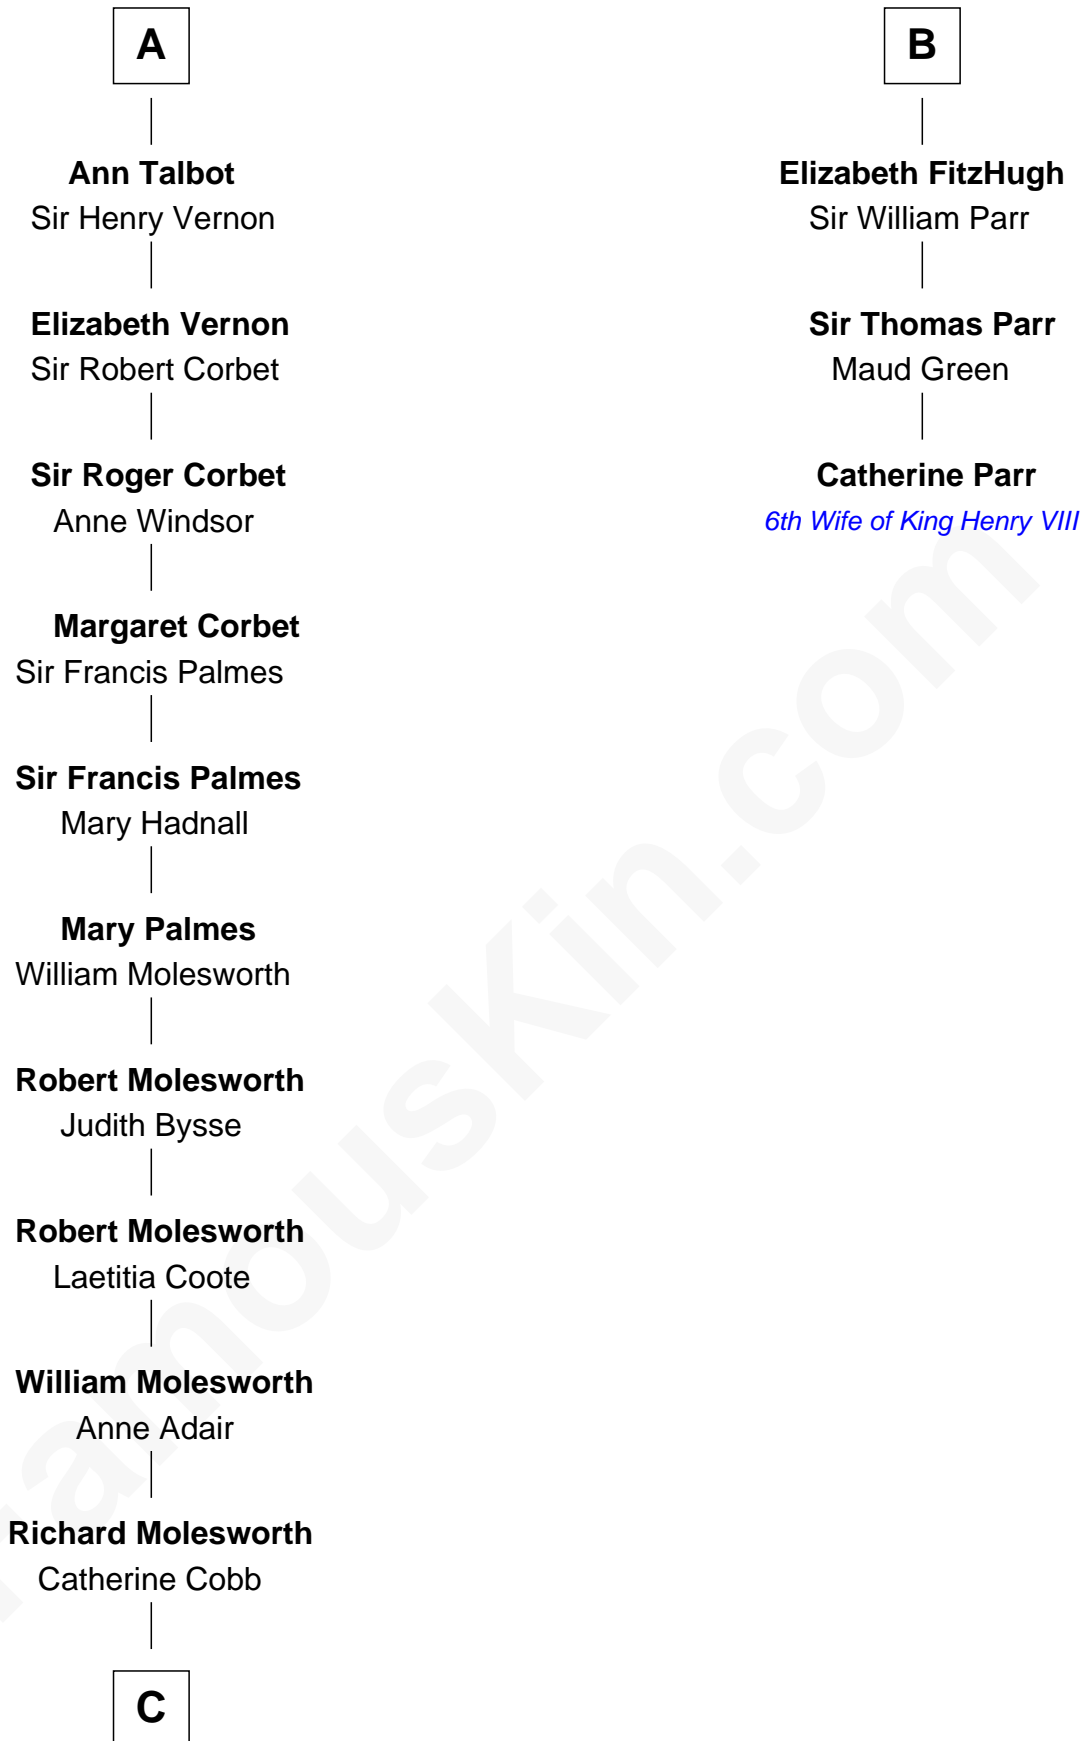 A
Ann Talbot
Sir Henry Vernon
Elizabeth Vernon
Sir Robert Corbet
Sir Roger Corbet
Anne Windsor
Margaret Corbet
Sir Francis Palmes
Sir Francis Palmes
Mary Hadnall
Mary Palmes
William Molesworth
Robert Molesworth
Judith Bysse
Robert Molesworth
Laetitia Coote
William Molesworth
Anne Adair
Richard Molesworth
Catherine Cobb
C
B
Elizabeth FitzHugh
Sir William Parr
Sir Thomas Parr
Maud Green
Catherine Parr
6th Wife of King Henry VIII
FamousKin.com